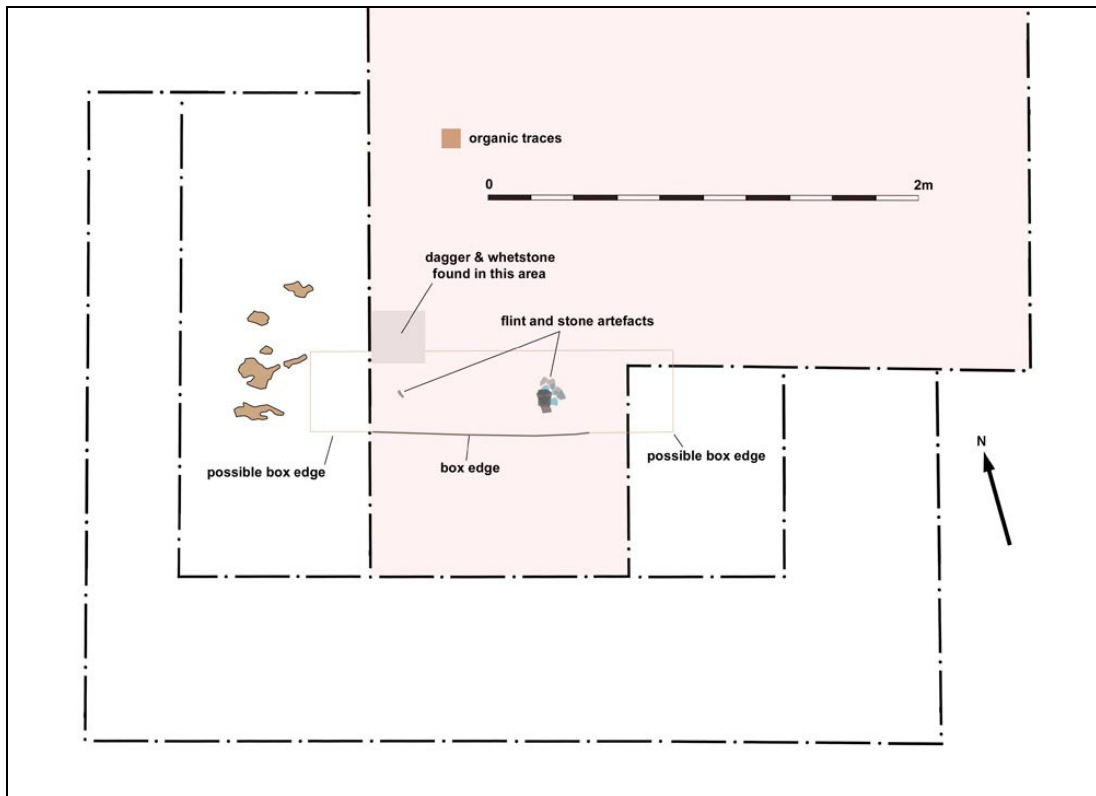 organic traces
0 2m
dagger & whetstone
found in this area
flint and stone artefacts
possible box edge
box edge
possible box edge
N